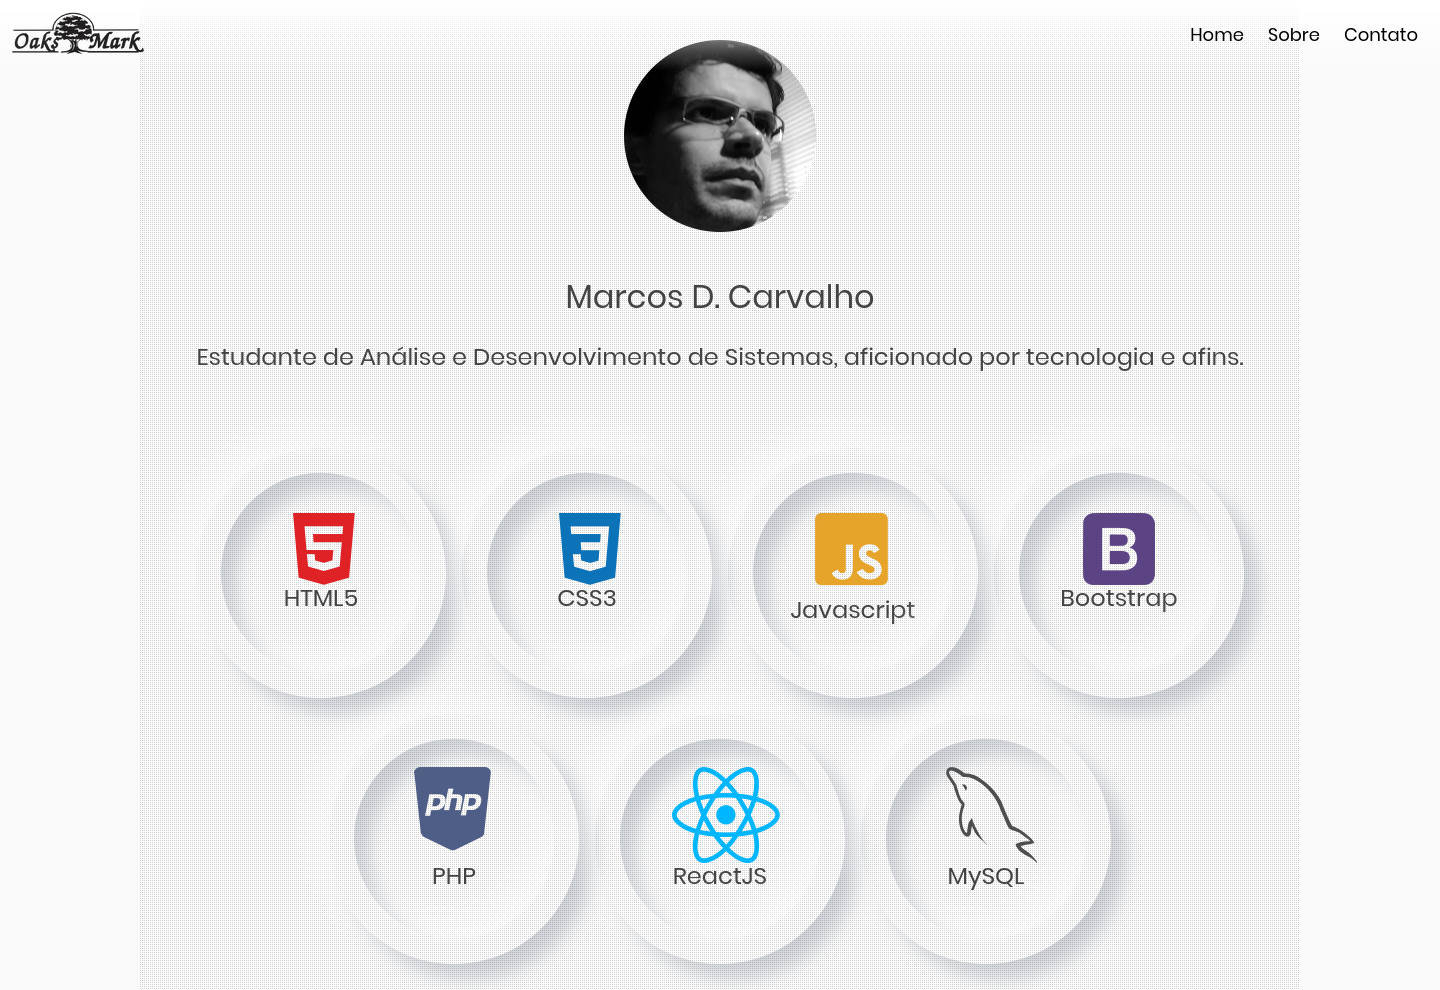 Oaks Mark
Home Sobre Contato
Marcos D. Carvalho
Estudante de Análise e Desenvolvimento de Sistemas, aficionado por tecnologia e afins.
5 3 JS B
HTML5 CSS3 Javascript Bootstrap
php
PHP ReactJS MySQL